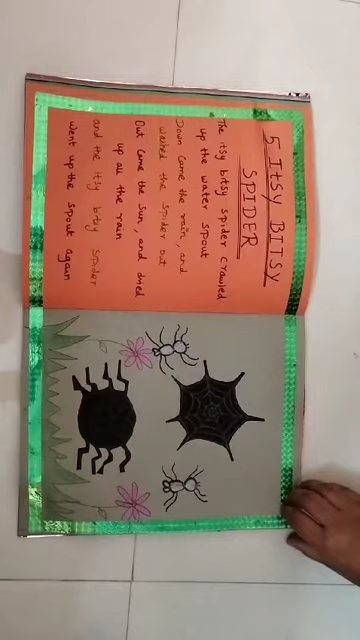 5 ITSY BITSY
SPIDER
The itsy bitsy spider crawled
up the water spout
Down came the rain, and
washed the spider out
Out came the sun, and dried
up all the rain
and the itsy bitsy spider
went up the spout again